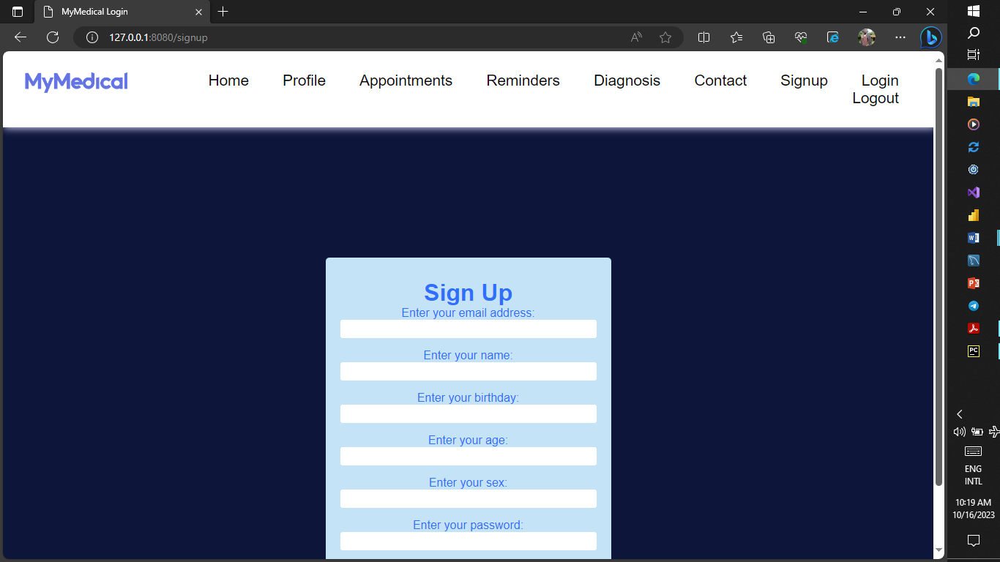 MyMedical Login
127.0.0.1:8080/signup
MyMedical
Home Profile Appointments Reminders Diagnosis Contact Signup Login
Logout
Sign Up
Enter your email address:
Enter your name:
Enter your birthday:
Enter your age:
Enter your sex:
Enter your password:
ENG
INTL
10:19 AM
10/16/2023